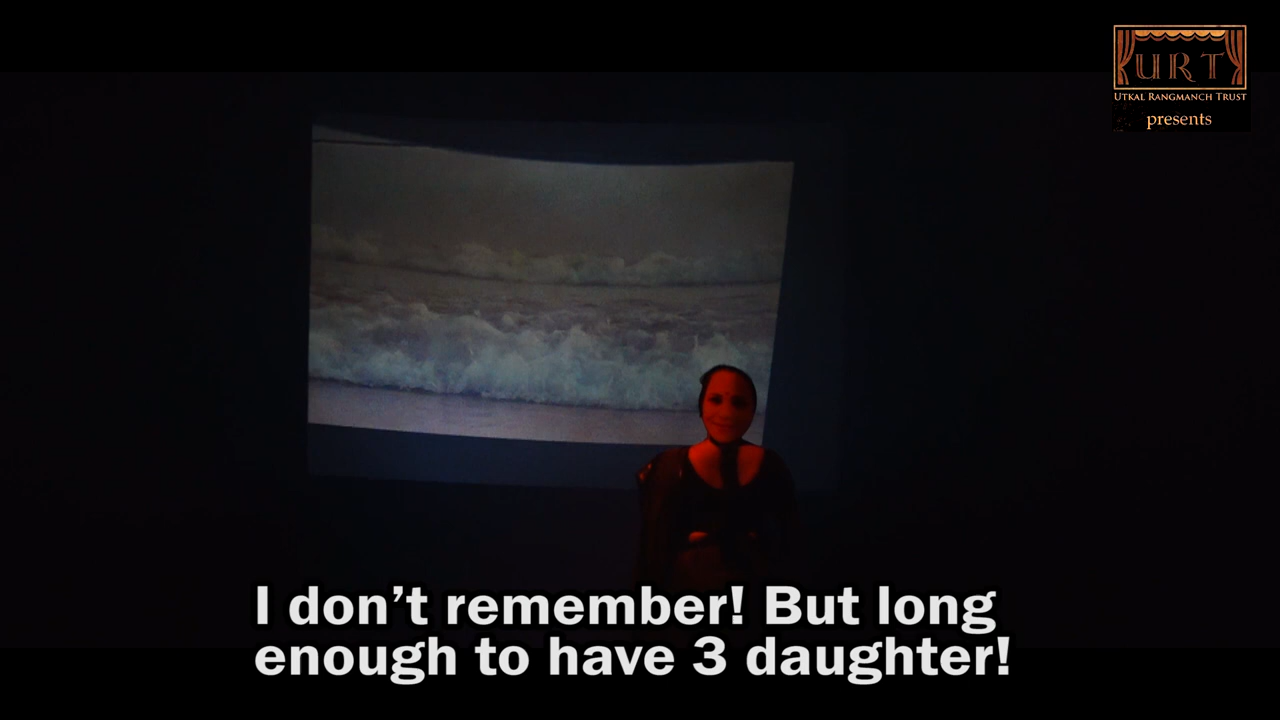 URT
UTKAL RANGMANCH TRUST
presents
I don't remember! But long
enough to have 3 daughter!